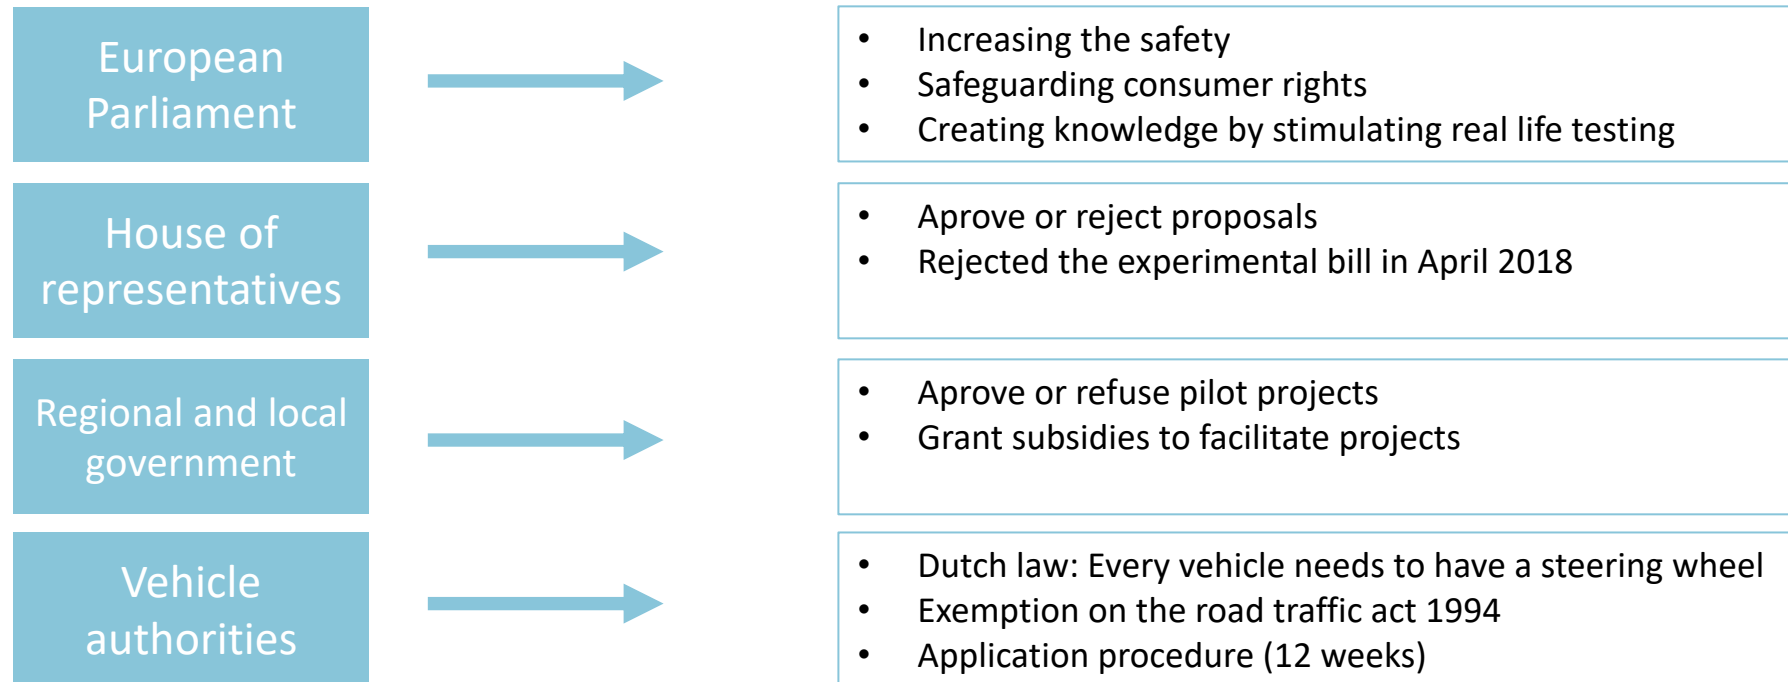 European
Parliament
• Increasing the safety
• Safeguarding consumer rights
• Creating knowledge by stimulating real life testing
House of
representatives
• Aprove or reject proposals
• Rejected the experimental bill in April 2018
Regional and local
government
• Aprove or refuse pilot projects
• Grant subsidies to facilitate projects
Vehicle
authorities
• Dutch law: Every vehicle needs to have a steering wheel
• Exemption on the road traffic act 1994
• Application procedure (12 weeks)